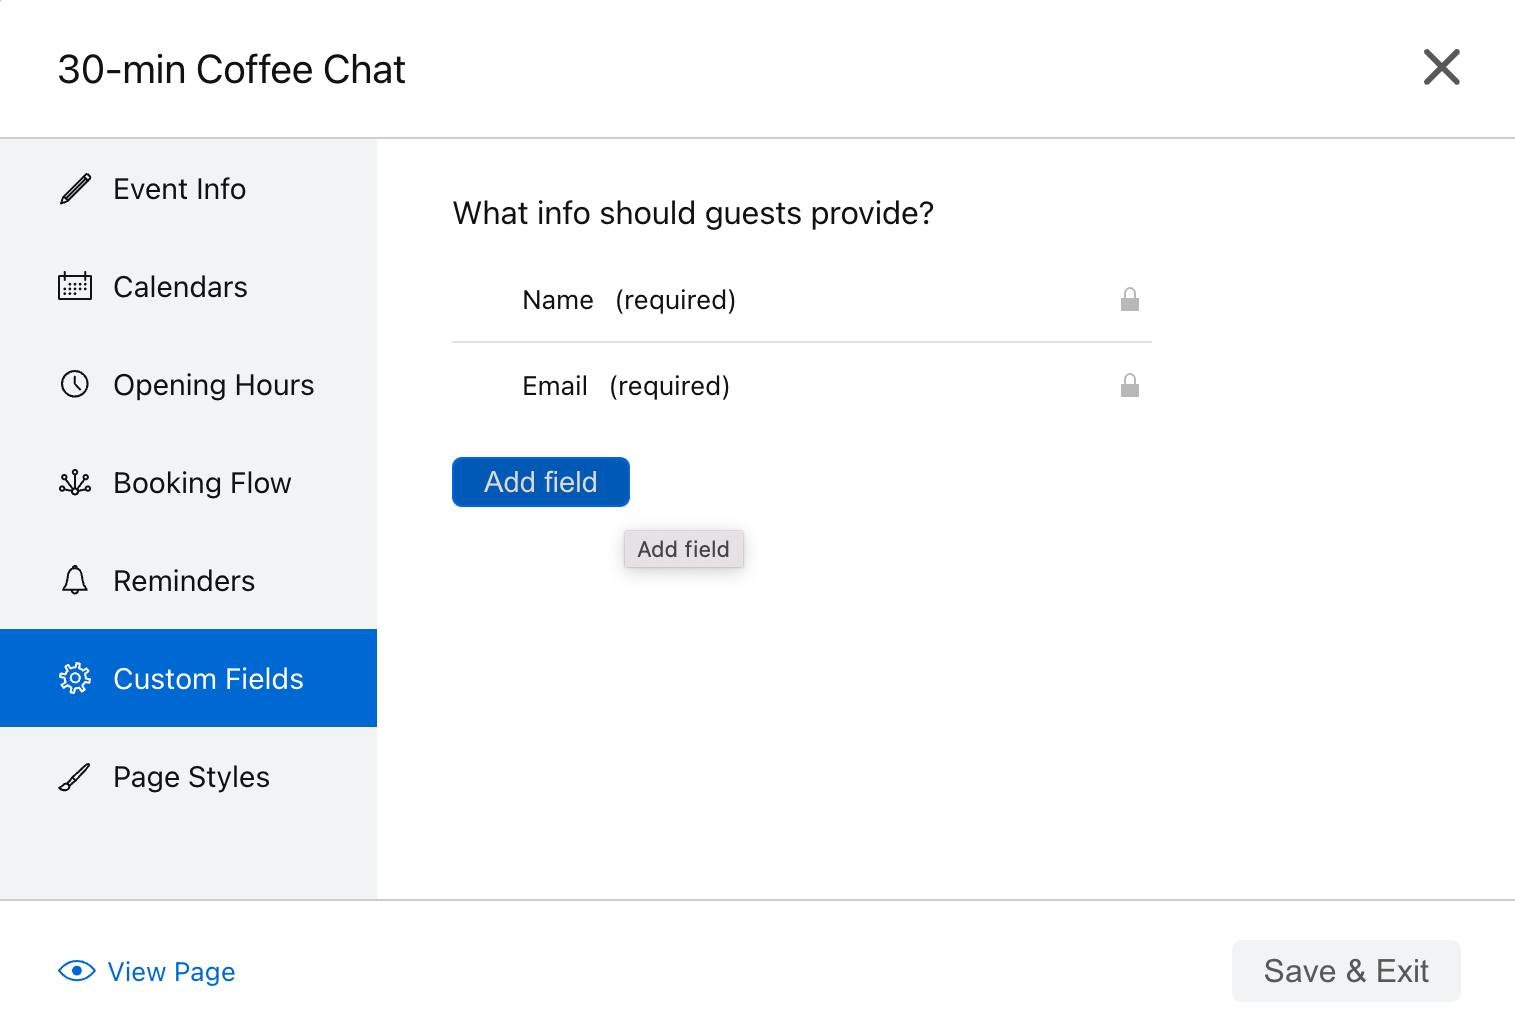 30-min Coffee Chat
Event Info
Calendars
Opening Hours
Booking Flow
Reminders
Custom Fields
Page Styles
What info should guests provide?
Name (required)
Email (required)
Add field
Add field
View Page
Save & Exit